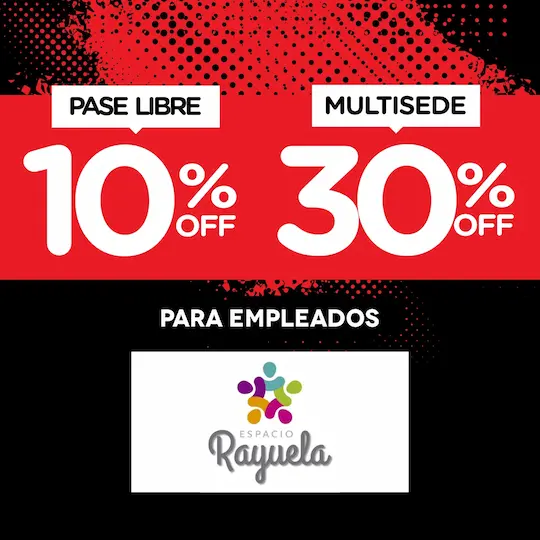 PASE LIBRE
10% OFF
MULTISEDE
30% OFF
PARA EMPLEADOS
ESPACIO
Rayuela